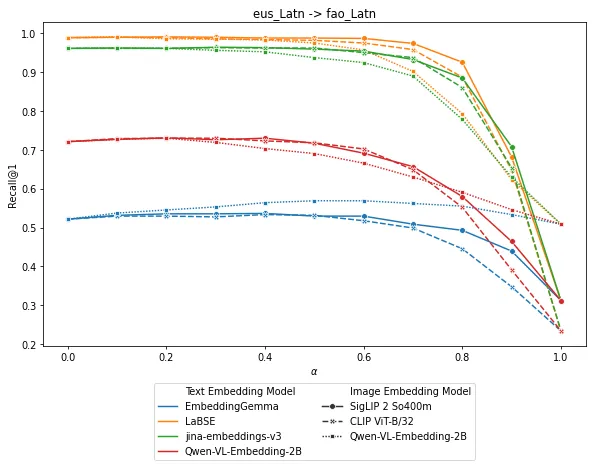 eus_Latn -> fao_Latn
Recall@1
1.0
0.9
0.8
0.7
0.6
0.5
0.4
0.3
0.2
0.0 0.2 0.4 0.6 0.8 1.0
α
Text Embedding Model Image Embedding Model
EmbeddingGemma SigLIP 2 So400m
LaBSE CLIP ViT-B/32
jina-embeddings-v3 Qwen-VL-Embedding-2B
Qwen-VL-Embedding-2B